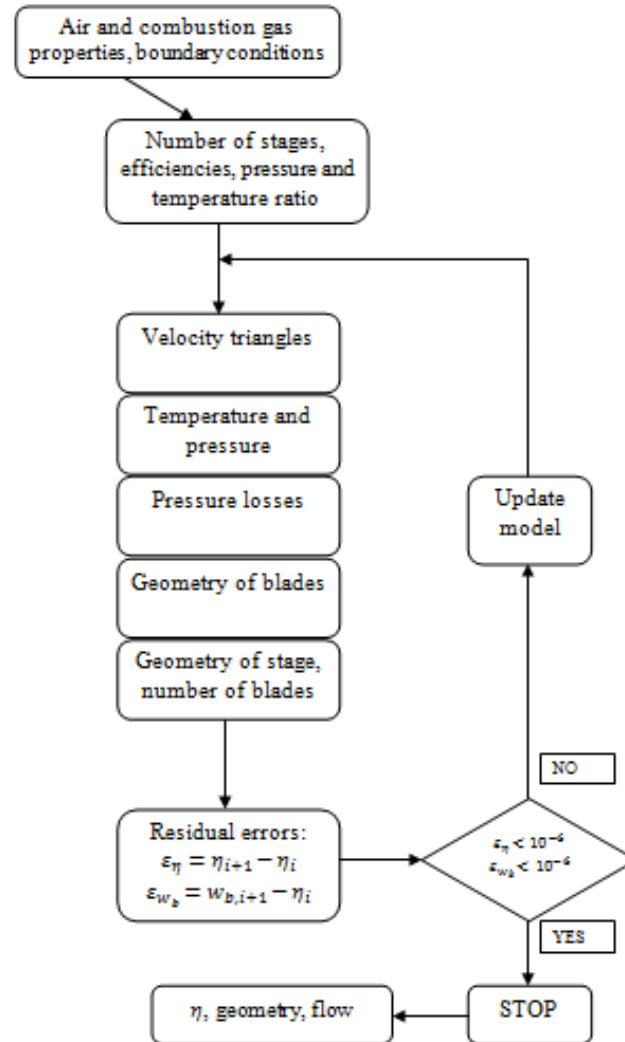 Air and combustion gas
properties, boundary conditions
Number of stages,
efficiencies, pressure and
temperature ratio
Velocity triangles
Temperature and
pressure
Pressure losses
Geometry of blades
Geometry of stage,
number of blades
Update
model
NO
Residual errors:
ε_η = η_{i+1} − η_i
ε_{w_b} = w_{b,i+1} − η_i
ε_η < 10⁻⁶
ε_{w_b} < 10⁻⁶
YES
STOP
η, geometry, flow